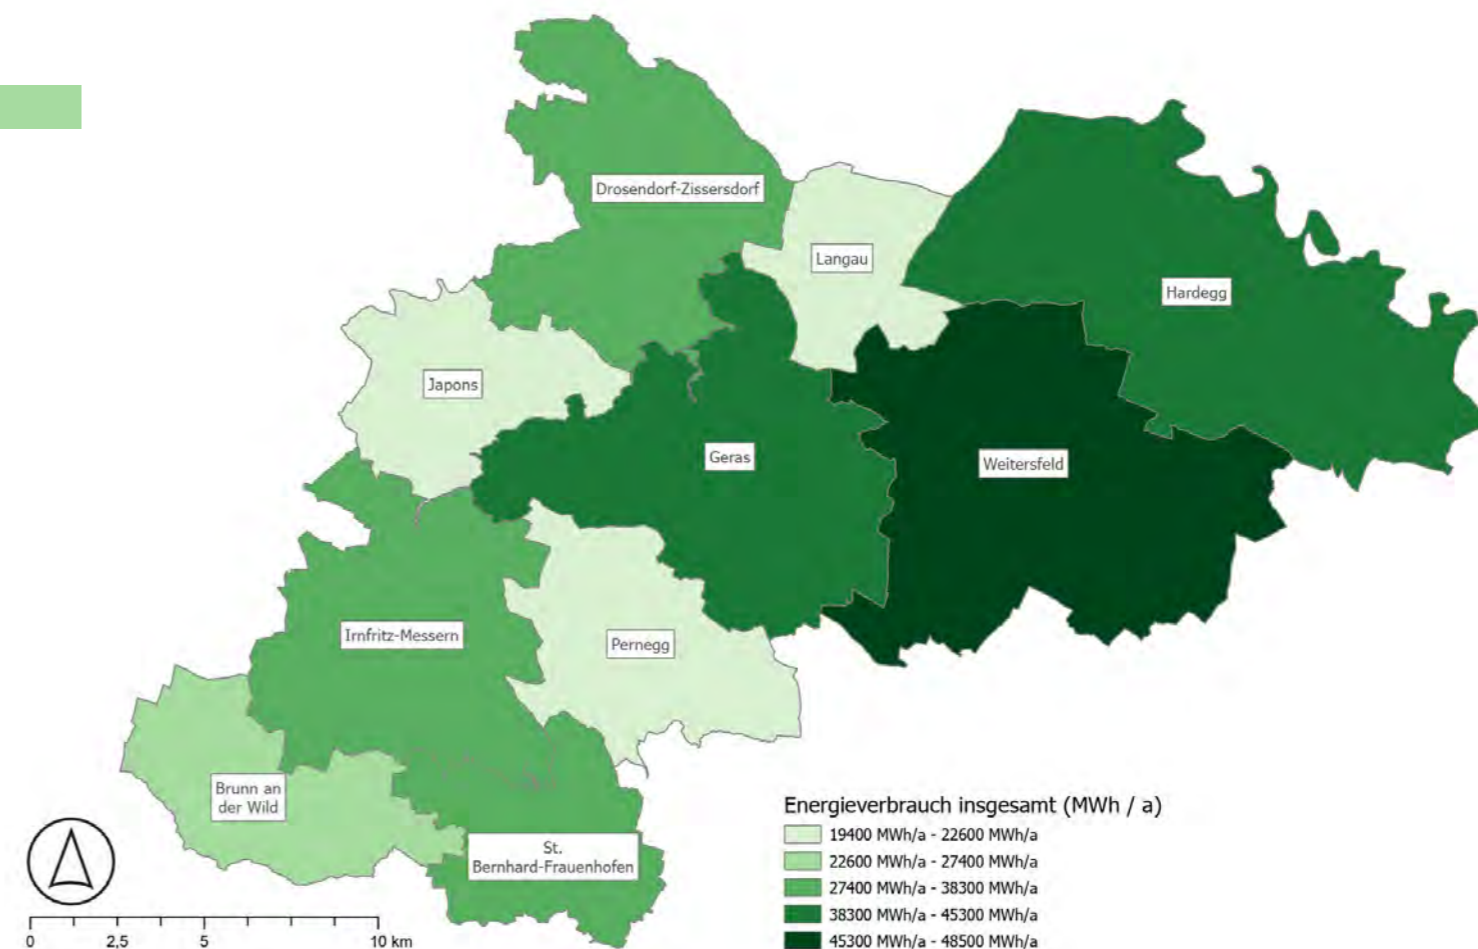 Drosendorf-Zissersdorf
Langau
Hardegg
Japons
Geras
Weitersfeld
Irnfritz-Messern
Pernegg
Brunn an
der Wild
St.
Bernhard-Frauenhofen
Energieverbrauch insgesamt (MWh / a)
19400 MWh/a - 22600 MWh/a
22600 MWh/a - 27400 MWh/a
27400 MWh/a - 38300 MWh/a
38300 MWh/a - 45300 MWh/a
45300 MWh/a - 48500 MWh/a
0 2,5 5 10 km